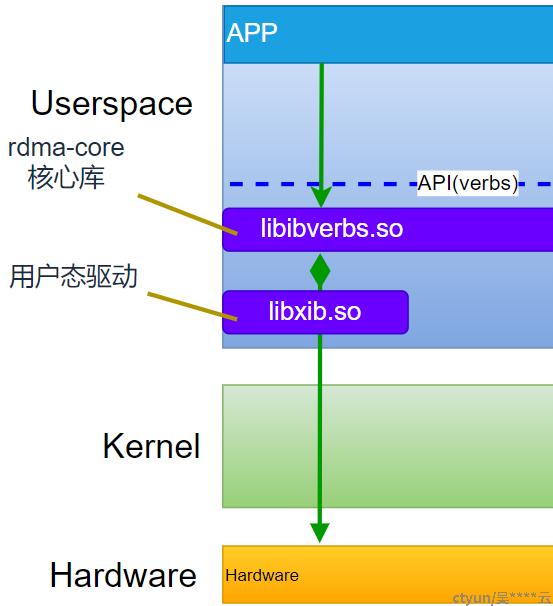 APP
Userspace
rdma-core
核心库
API(verbs)
libibverbs.so
用户态驱动
libxib.so
Kernel
Hardware
Hardware
ctyun/吴****云